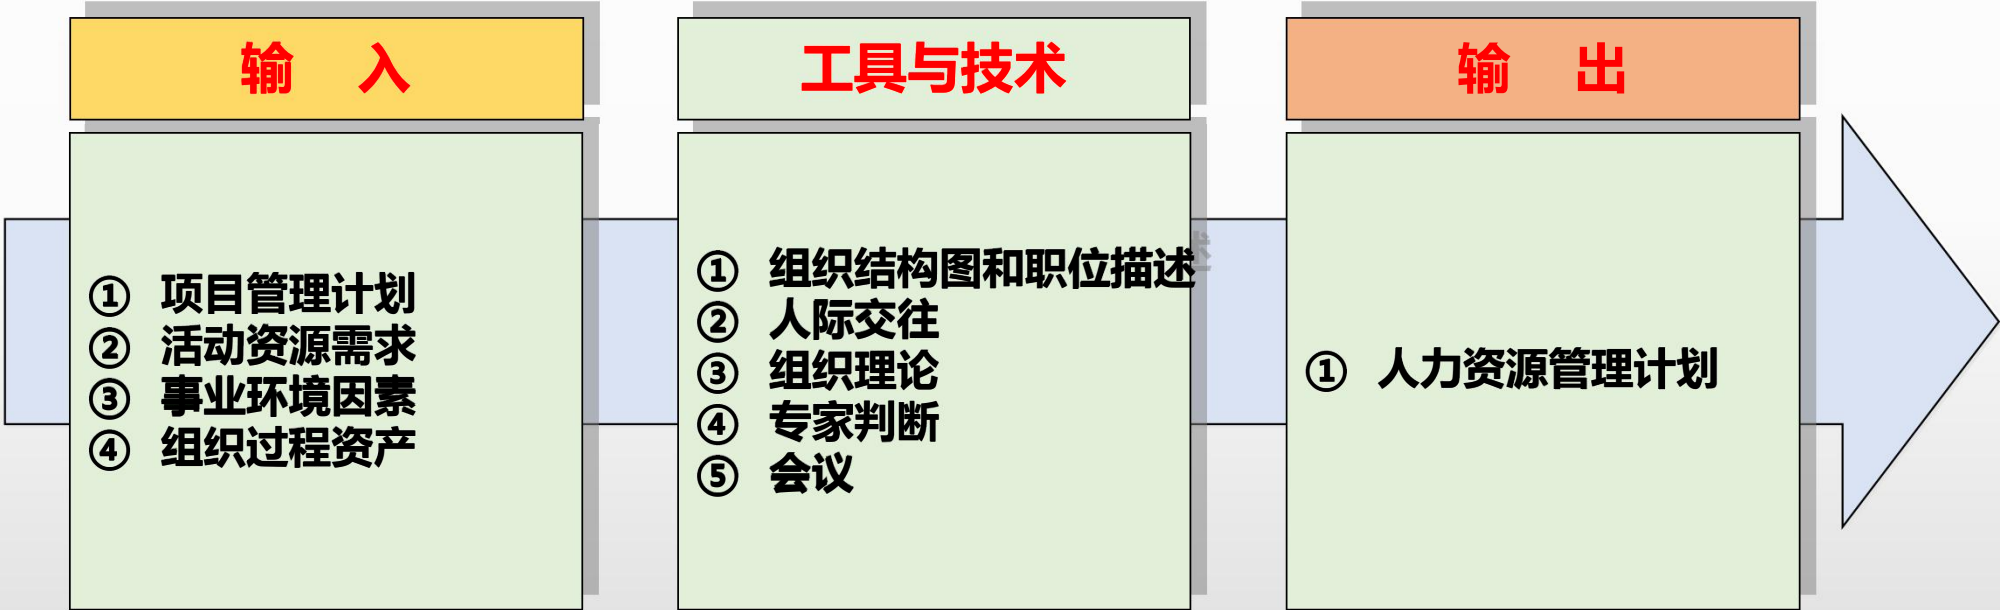 输 入
① 项目管理计划
② 活动资源需求
③ 事业环境因素
④ 组织过程资产
工具与技术
① 组织结构图和职位描述
② 人际交往
③ 组织理论
④ 专家判断
⑤ 会议
输 出
① 人力资源管理计划